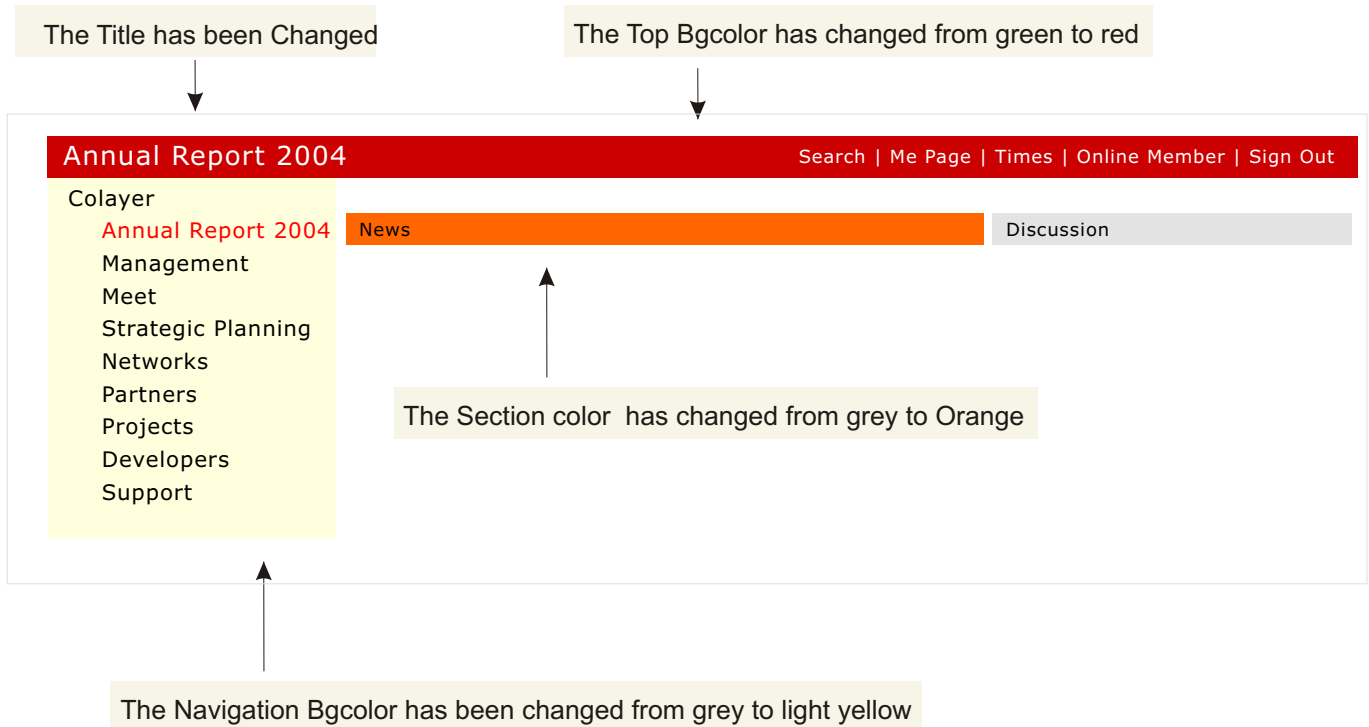 The Title has been Changed
The Top Bgcolor has changed from green to red
Annual Report 2004
Search | Me Page | Times | Online Member | Sign Out
Colayer
Annual Report 2004
Management
Meet
Strategic Planning
Networks
Partners
Projects
Developers
Support
News
Discussion
The Section color  has changed from grey to Orange
The Navigation Bgcolor has been changed from grey to light yellow